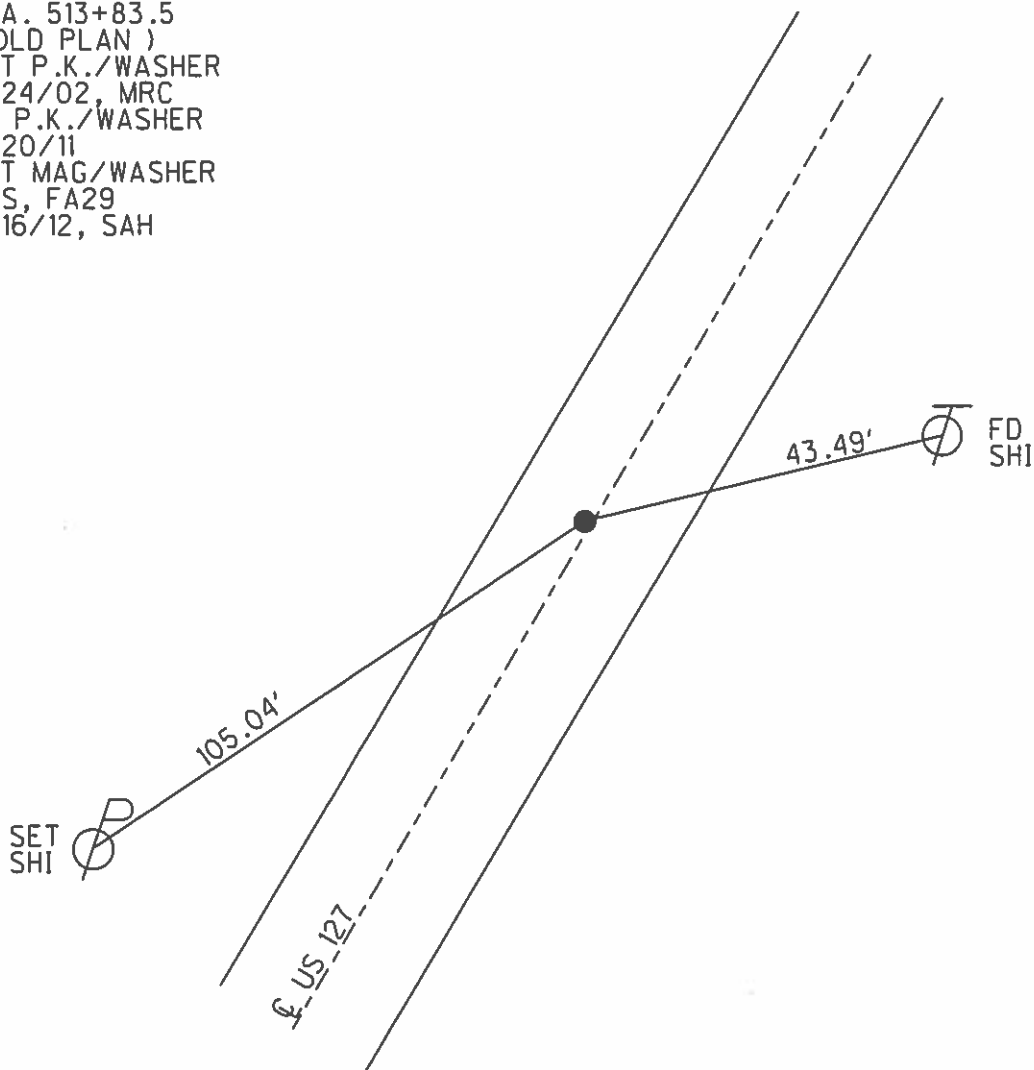 A. 513+83.5
OLD PLAN )
T P.K./WASHER
24/02, MRC
P.K./WASHER
20/11
T MAG/WASHER
S, FA29
16/12, SAH
43.49'
FD
SHI
105.04'
SET
SHI
℄ US 127